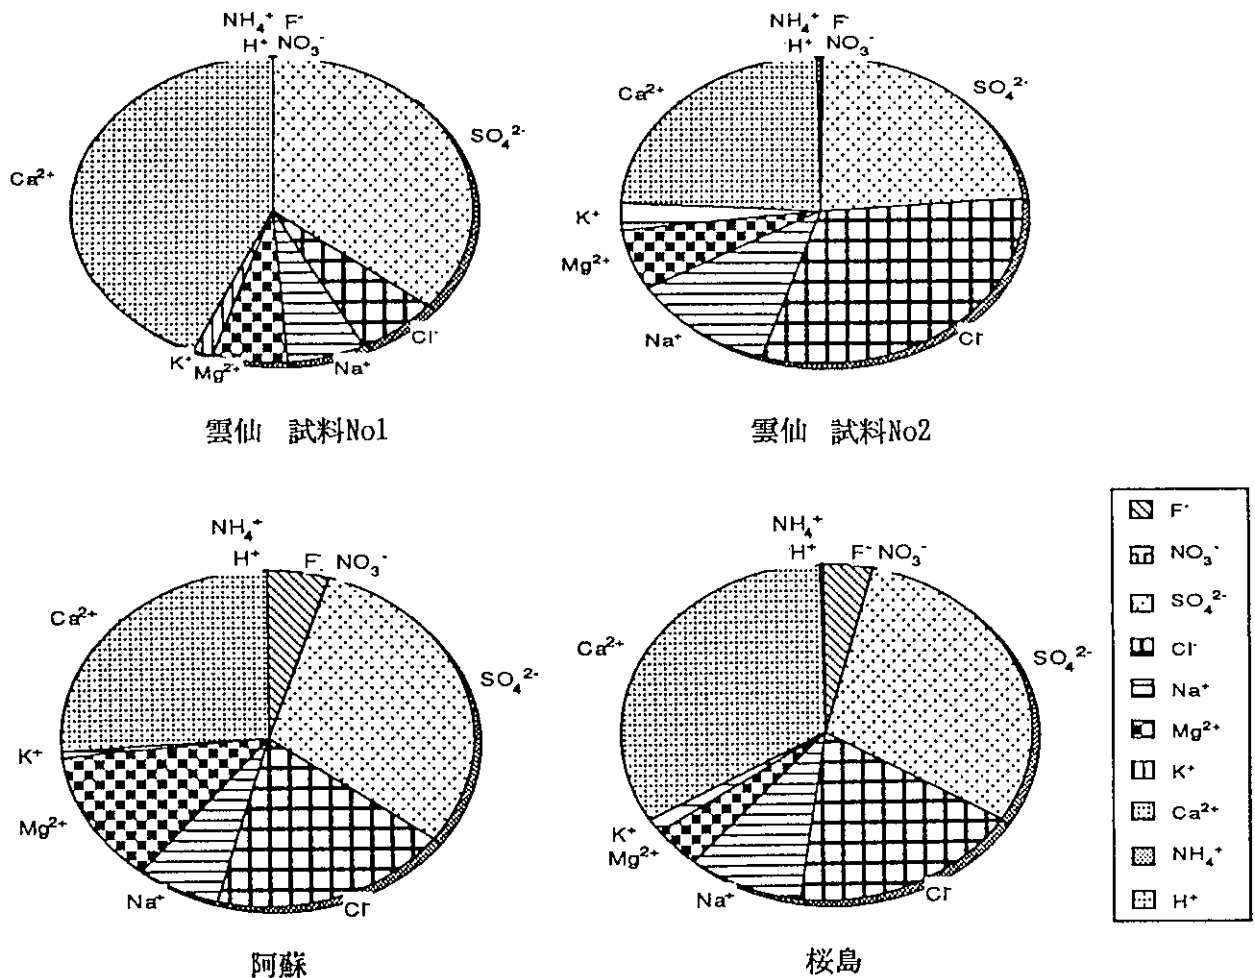 NH₄⁺ F⁻
H⁺ NO₃⁻
SO₄²⁻
Ca²⁺
Cl⁻
Na⁺
Mg²⁺
K⁺
雲仙 試料No1
NH₄⁺ F⁻
H⁺ NO₃⁻
SO₄²⁻
Ca²⁺
K⁺
Mg²⁺
Na⁺
Cl⁻
雲仙 試料No2
NH₄⁺
H⁺ F⁻ NO₃⁻
Ca²⁺
SO₄²⁻
K⁺
Mg²⁺
Na⁺
Cl⁻
阿蘇
NH₄⁺
H⁺ F⁻ NO₃⁻
Ca²⁺
SO₄²⁻
K⁺
Mg²⁺
Na⁺
Cl⁻
桜島
F⁻
NO₃⁻
SO₄²⁻
Cl⁻
Na⁺
Mg²⁺
K⁺
Ca²⁺
NH₄⁺
H⁺